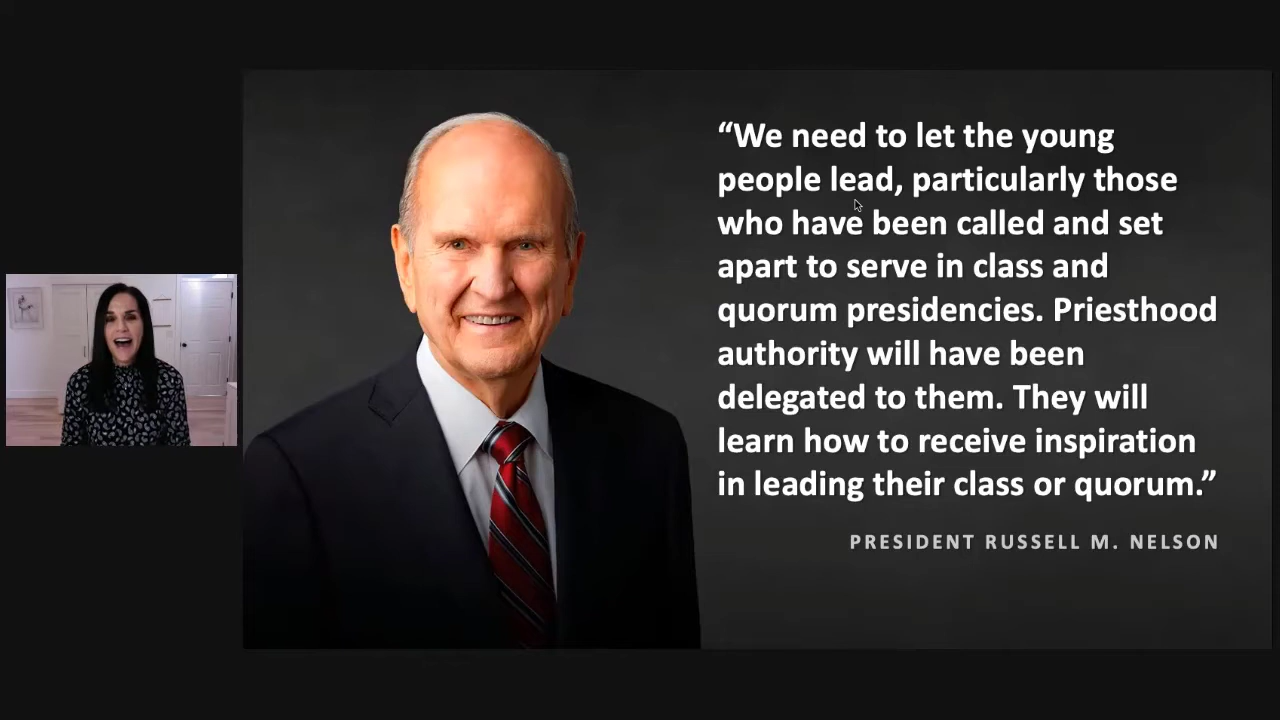 “We need to let the young
people lead, particularly those
who have been called and set
apart to serve in class and
quorum presidencies. Priesthood
authority will have been
delegated to them. They will
learn how to receive inspiration
in leading their class or quorum.”
PRESIDENT RUSSELL M. NELSON